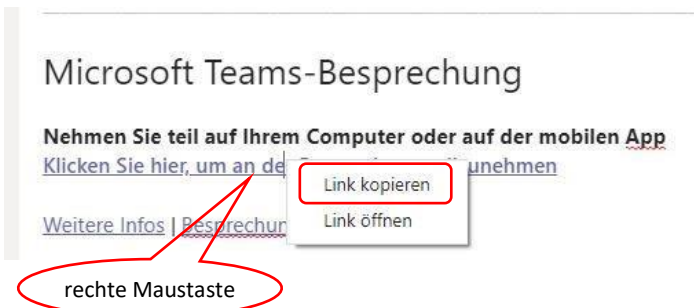 Microsoft Teams-Besprechung
Nehmen Sie teil auf Ihrem Computer oder auf der mobilen App
Klicken Sie hier, um an de unehmen
Link kopieren
Weitere Infos | Besprechun
Link öffnen
rechte Maustaste